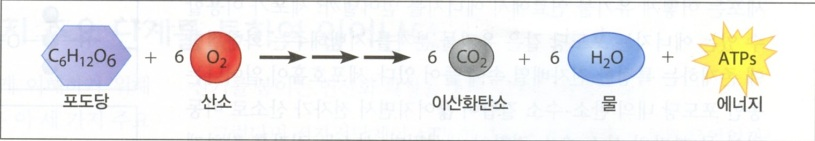 C6H12O6 + 6 O2 6 CO2 + 6 H2O + ATPs
포도당 산소 이산화탄소 물 에너지